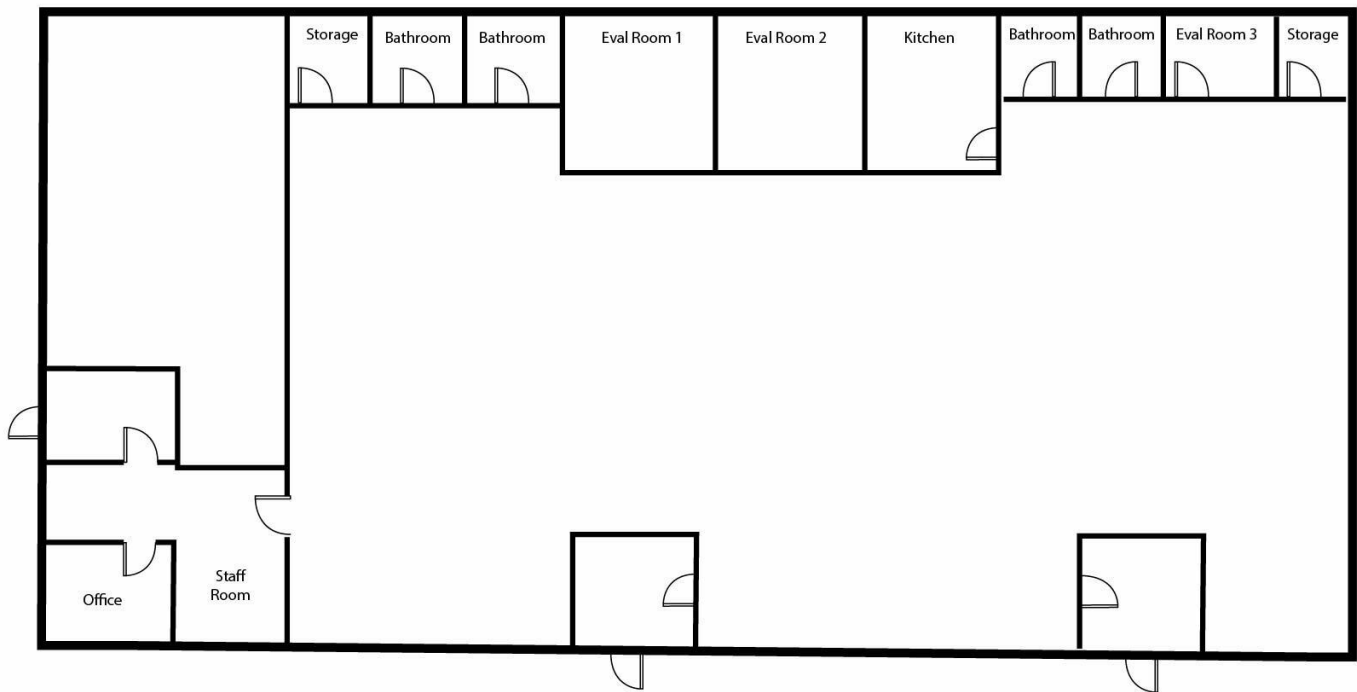 Storage
Bathroom
Bathroom
Eval Room 1
Eval Room 2
Kitchen
Bathroom
Bathroom
Eval Room 3
Storage
Office
Staff
Room